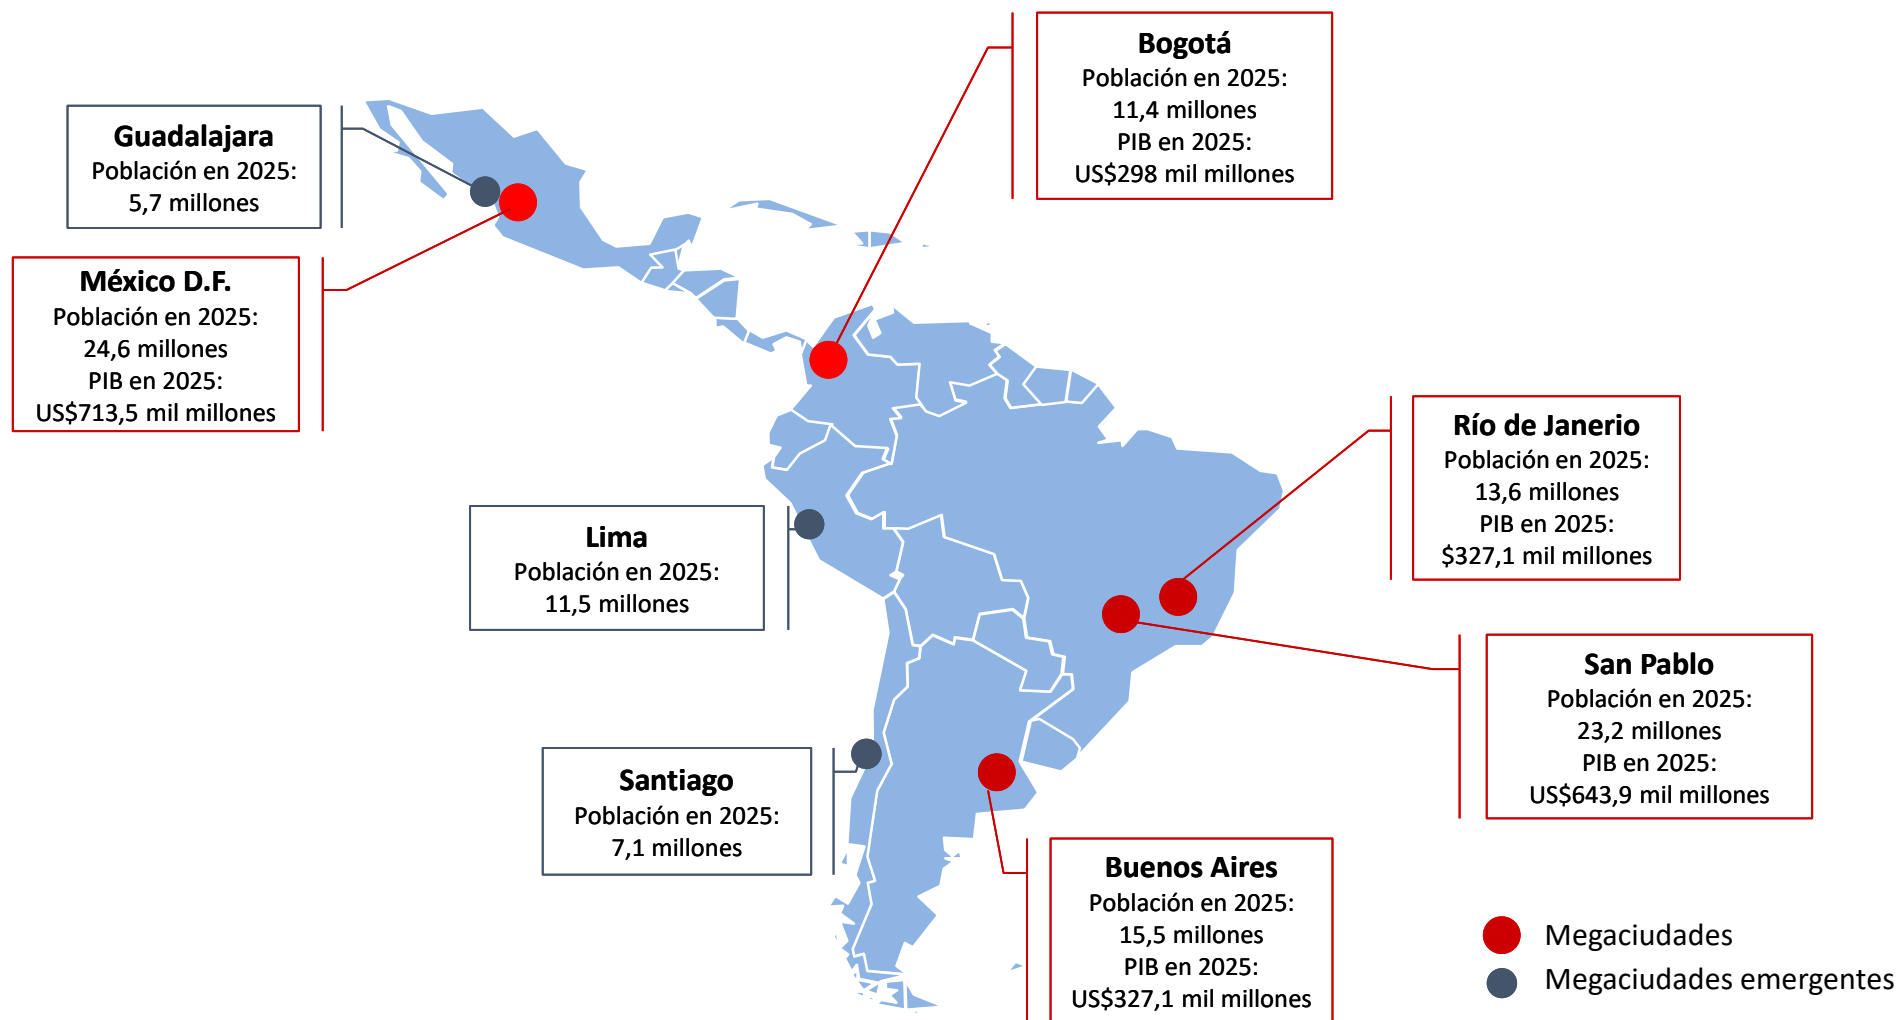 Bogotá
Población en 2025:
11,4 millones
PIB en 2025:
US$298 mil millones
Guadalajara
Población en 2025:
5,7 millones
México D.F.
Población en 2025:
24,6 millones
PIB en 2025:
US$713,5 mil millones
Río de Janerio
Población en 2025:
13,6 millones
PIB en 2025:
$327,1 mil millones
Lima
Población en 2025:
11,5 millones
San Pablo
Población en 2025:
23,2 millones
PIB en 2025:
US$643,9 mil millones
Santiago
Población en 2025:
7,1 millones
Buenos Aires
Población en 2025:
15,5 millones
PIB en 2025:
US$327,1 mil millones
Megaciudades
Megaciudades emergentes